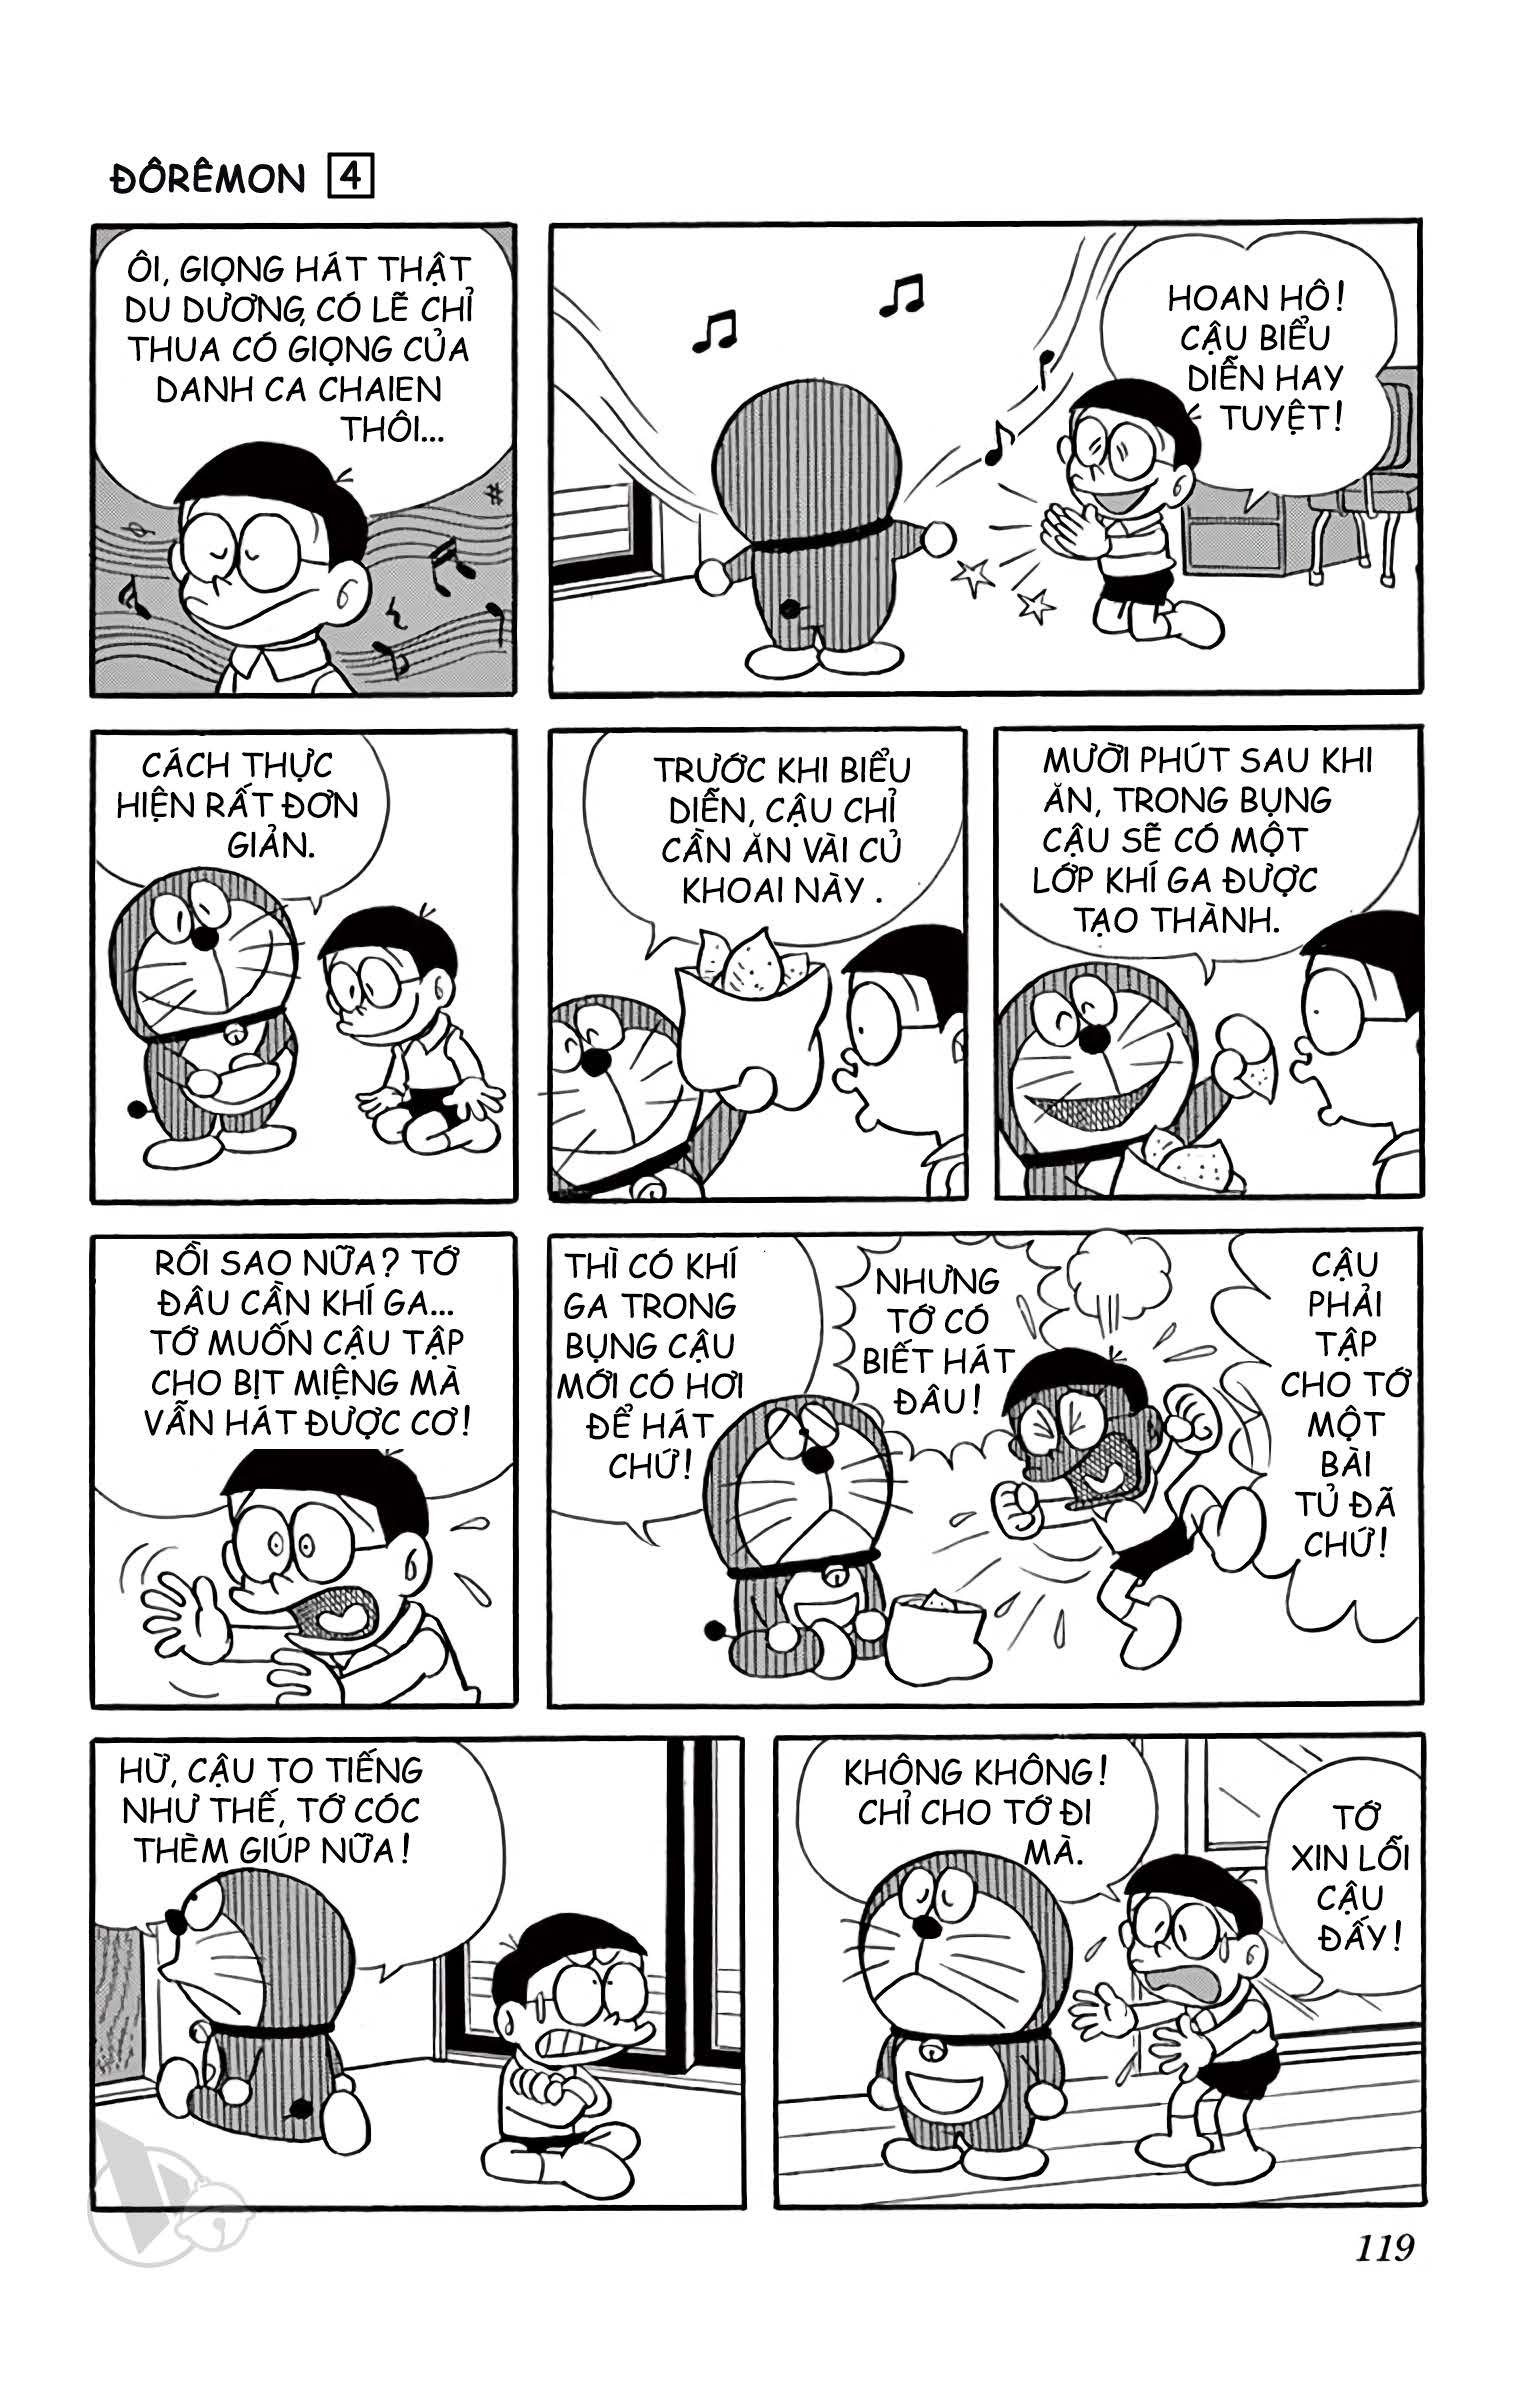 ĐÔRÊMON 4
ÔI, GIỌNG HÁT THẬT
DU DƯƠNG, CÓ LẼ CHỈ
THUA CÓ GIỌNG CỦA
DANH CA CHAIEN
THÔI...
HOAN HÔ!
CẬU BIỂU
DIỄN HAY
TUYỆT!
CÁCH THỰC
HIỆN RẤT ĐƠN
GIẢN.
TRƯỚC KHI BIỂU
DIỄN, CẬU CHỈ
CẦN ĂN VÀI CỦ
KHOAI NÀY.
MƯỜI PHÚT SAU KHI
ĂN, TRONG BỤNG
CẬU SẼ CÓ MỘT
LỚP KHÍ GA ĐƯỢC
TẠO THÀNH.
RỒI SAO NỮA? TỚ
ĐÂU CẦN KHÍ GA...
TỚ MUỐN CẬU TẬP
CHO BỊT MIỆNG MÀ
VẪN HÁT ĐƯỢC CƠ!
THÌ CÓ KHÍ
GA TRONG
BỤNG CẬU
MỚI CÓ HƠI
ĐỂ HÁT
CHỨ!
NHƯNG
TỚ CÓ
BIẾT HÁT
ĐÂU!
CẬU
PHẢI
TẬP
CHO TỚ
MỘT
BÀI
TỦ ĐÃ
CHỨ!
HỪ, CẬU TO TIẾNG
NHƯ THẾ, TỚ CÓC
THÈM GIÚP NỮA!
KHÔNG KHÔNG!
CHỈ CHO TỚ ĐI
MÀ.
TỚ
XIN LỖI
CẬU
ĐẤY!
119